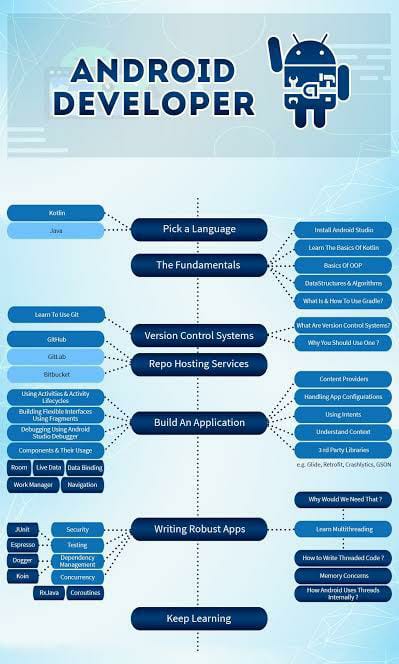 ANDROID
DEVELOPER
Kotlin
Java
Pick a Language
The Fundamentals
Install Android Studio
Learn The Basics Of Kotlin
Basics Of OOP
DataStructures & Algorithms
What Is & How To Use Gradle?
Learn To Use Git
GitHub
GitLab
Bitbucket
Version Control Systems
Repo Hosting Services
What Are Version Control Systems?
Why You Should Use One ?
Using Activities & Activity
Lifecycles
Building Flexible Interfaces
Using Fragments
Debugging Using Android
Studio Debugger
Components & Their Usage
Room
Live Data
Data Binding
Work Manager
Navigation
Build An Application
Content Providers
Handling App Configurations
Using Intents
Understand Context
3 rd Party Libraries
e.g. Glide, Retrofit, Crashlytics, GSON
JUnit
Espresso
Dogger
Koin
RxJava
Coroutines
Security
Testing
Dependency
Management
Concurrency
Writing Robust Apps
Why Would We Need That ?
Learn Multithreading
How to Write Threaded Code ?
Memory Concerns
How Android Uses Threads
Internally ?
Keep Learning